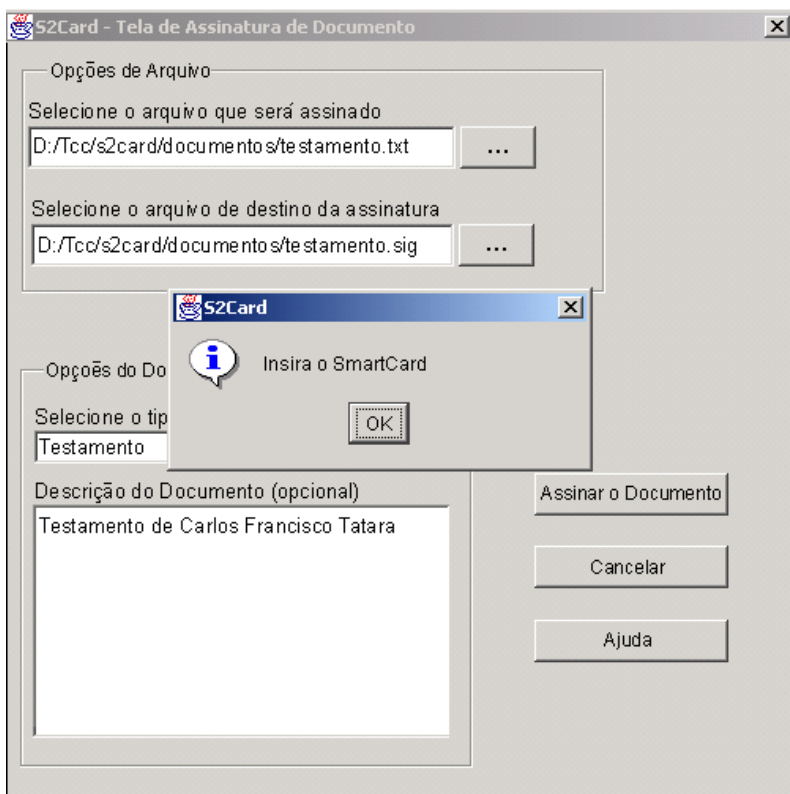 S2Card - Tela de Assinatura de Documento
Opções de Arquivo
Selecione o arquivo que será assinado
D:/Tcc/s2card/documentos/testamento.txt
...
Selecione o arquivo de destino da assinatura
D:/Tcc/s2card/documentos/testamento.sig
...
S2Card
Insira o SmartCard
OK
Opçoẽs do Do
Selecione o tip
Testamento
Descrição do Documento (opcional)
Testamento de Carlos Francisco Tatara
Assinar o Documento
Cancelar
Ajuda